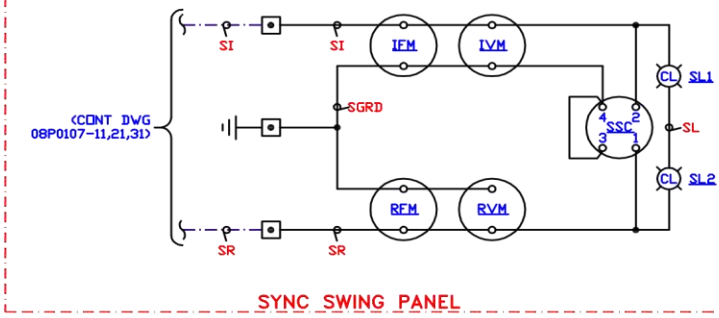 SI
SI
IFM
IVM
CL
SL1
(CONT DWG
08P0107-11,21,31)
SGRD
4
2
SSC
3
1
SL
CL
SL2
RFM
RVM
SR
SR
SYNC SWING PANEL